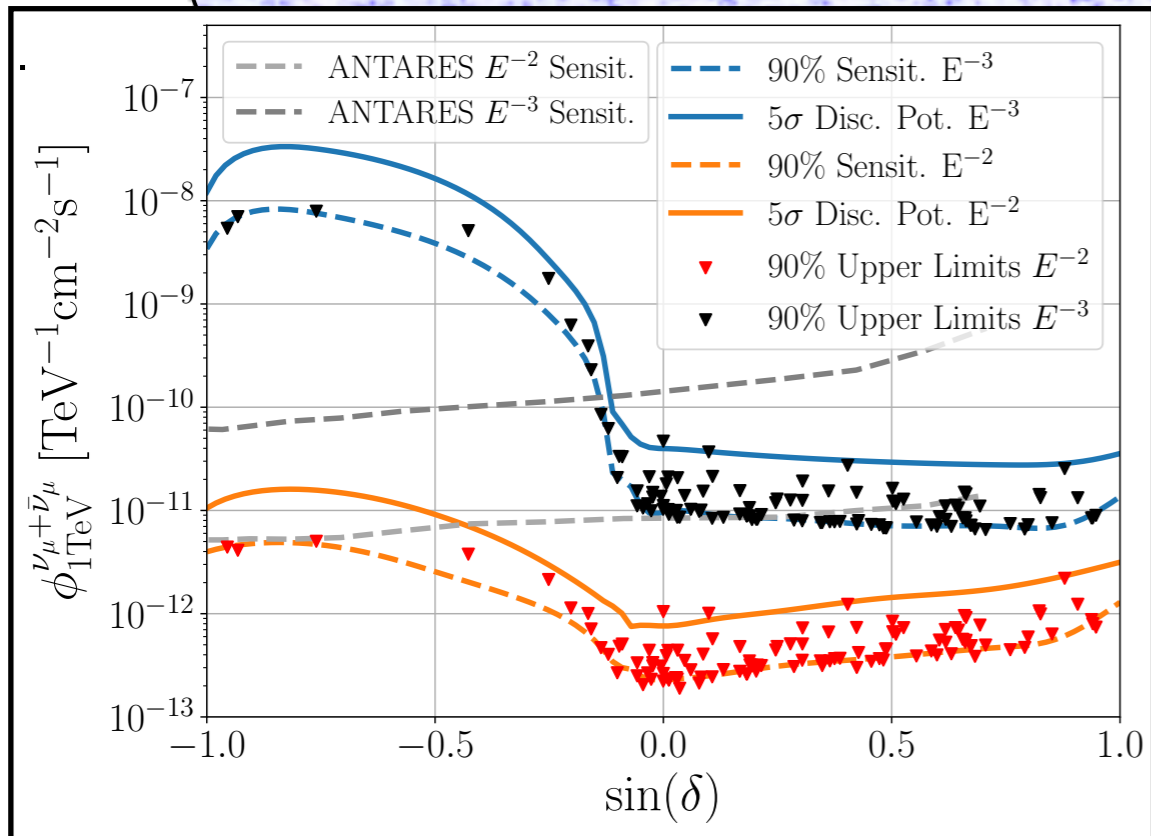 ANTARES $E^{-2}$ Sensit.
ANTARES $E^{-3}$ Sensit.
90% Sensit. E$^{-3}$
5σ Disc. Pot. E$^{-3}$
90% Sensit. E$^{-2}$
5σ Disc. Pot. E$^{-2}$
90% Upper Limits $E^{-2}$
90% Upper Limits $E^{-3}$
$\phi_{1\mathrm{TeV}}^{\nu_\mu+\bar{\nu}_\mu}$ [TeV$^{-1}$cm$^{-2}$s$^{-1}$]
10$^{-7}$
10$^{-8}$
10$^{-9}$
10$^{-10}$
10$^{-11}$
10$^{-12}$
10$^{-13}$
−1.0 −0.5 0.0 0.5 1.0
sin(δ)